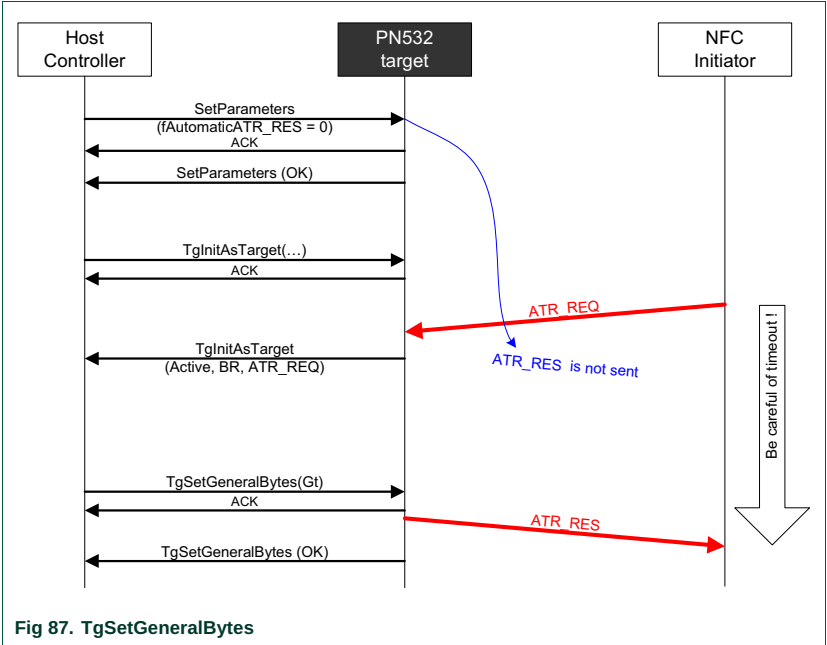 Host
Controller
PN532
target
NFC
Initiator
SetParameters
(fAutomaticATR_RES = 0)
ACK
SetParameters (OK)
TgInitAsTarget(…)
ACK
ATR_REQ
TgInitAsTarget
(Active, BR, ATR_REQ)
ATR_RES is not sent
Be careful of timeout !
TgSetGeneralBytes(Gt)
ACK
ATR_RES
TgSetGeneralBytes (OK)
Fig 87. TgSetGeneralBytes